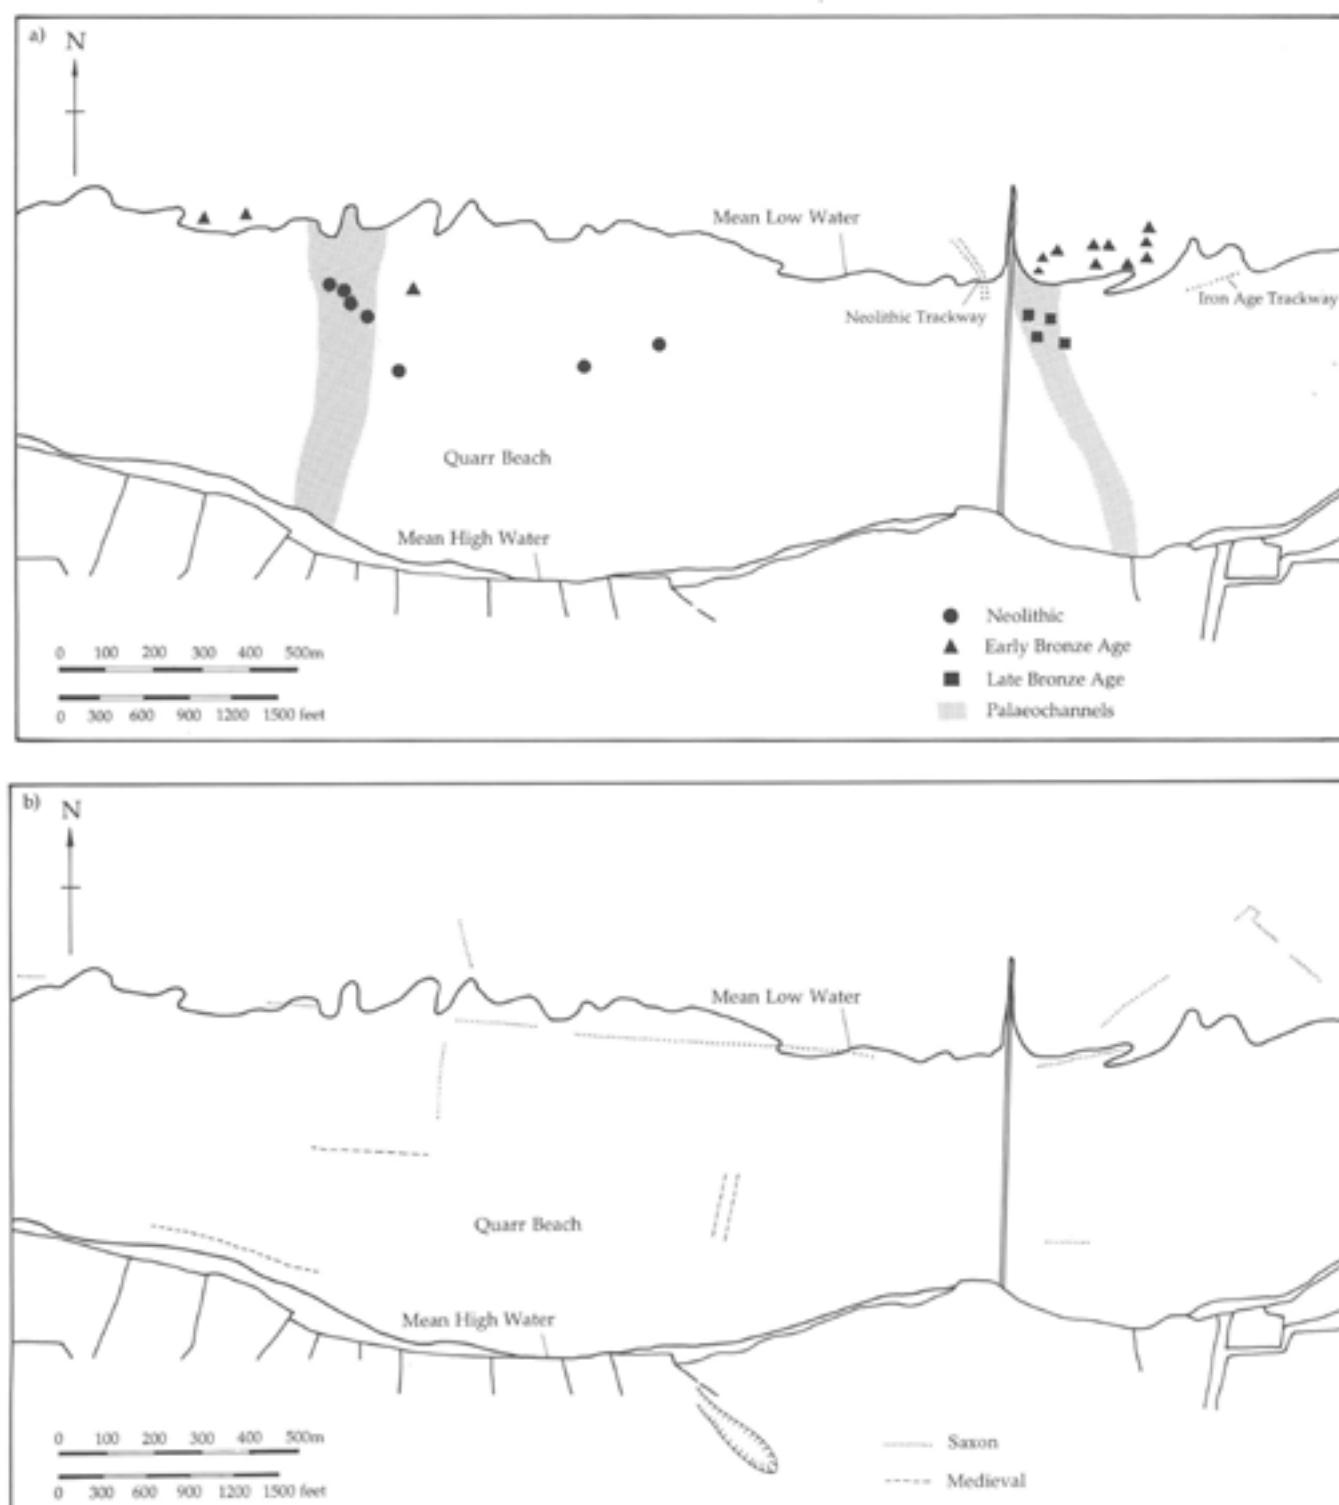 a)
N
Mean Low Water
Neolithic Trackway
Iron Age Trackway
Quarr Beach
Mean High Water
Neolithic
Early Bronze Age
Late Bronze Age
Palaeochannels
0 100 200 300 400 500m
0 300 600 900 1200 1500 feet
b)
N
Mean Low Water
Quarr Beach
Mean High Water
Saxon
Medieval
0 100 200 300 400 500m
0 300 600 900 1200 1500 feet